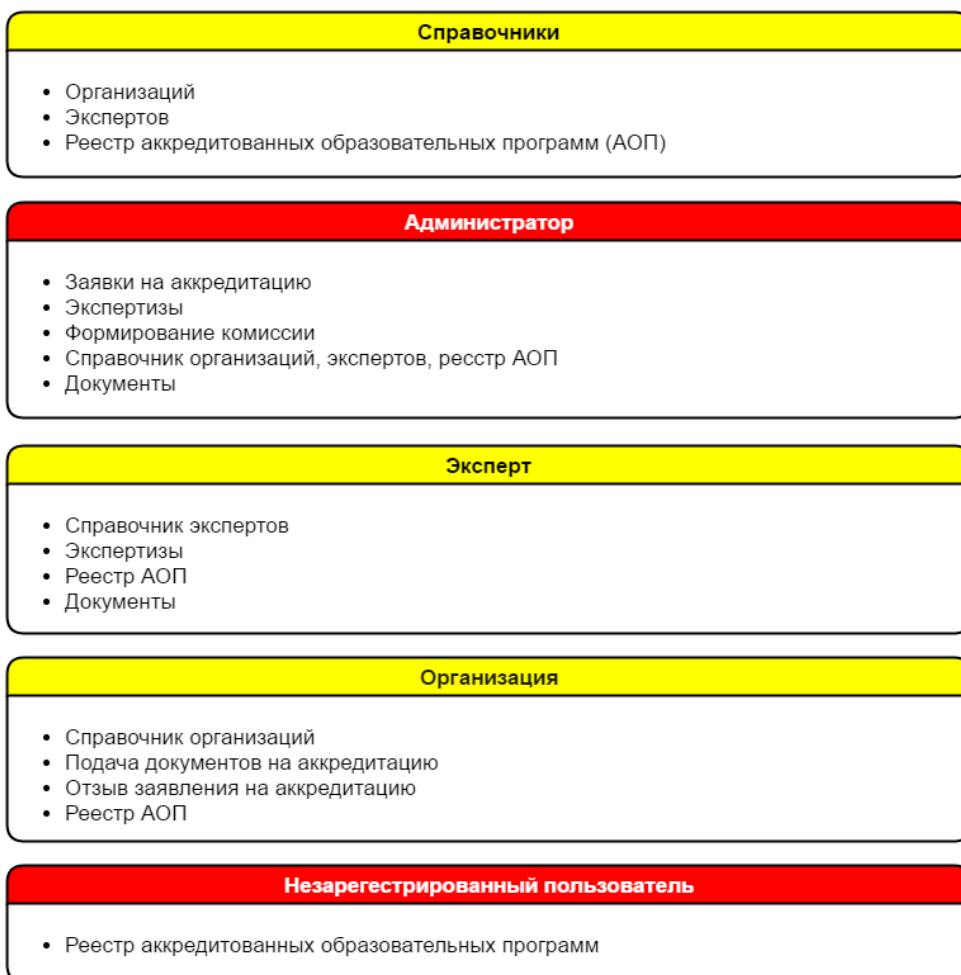 Справочники
• Организаций
• Экспертов
• Реестр аккредитованных образовательных программ (АОП)
Администратор
• Заявки на аккредитацию
• Экспертизы
• Формирование комиссии
• Справочник организаций, экспертов, ресстр АОП
• Документы
Эксперт
• Справочник экспертов
• Экспертизы
• Реестр АОП
• Документы
Организация
• Справочник организаций
• Подача документов на аккредитацию
• Отзыв заявления на аккредитацию
• Реестр АОП
Незарегестрированный пользователь
• Реестр аккредитованных образовательных программ